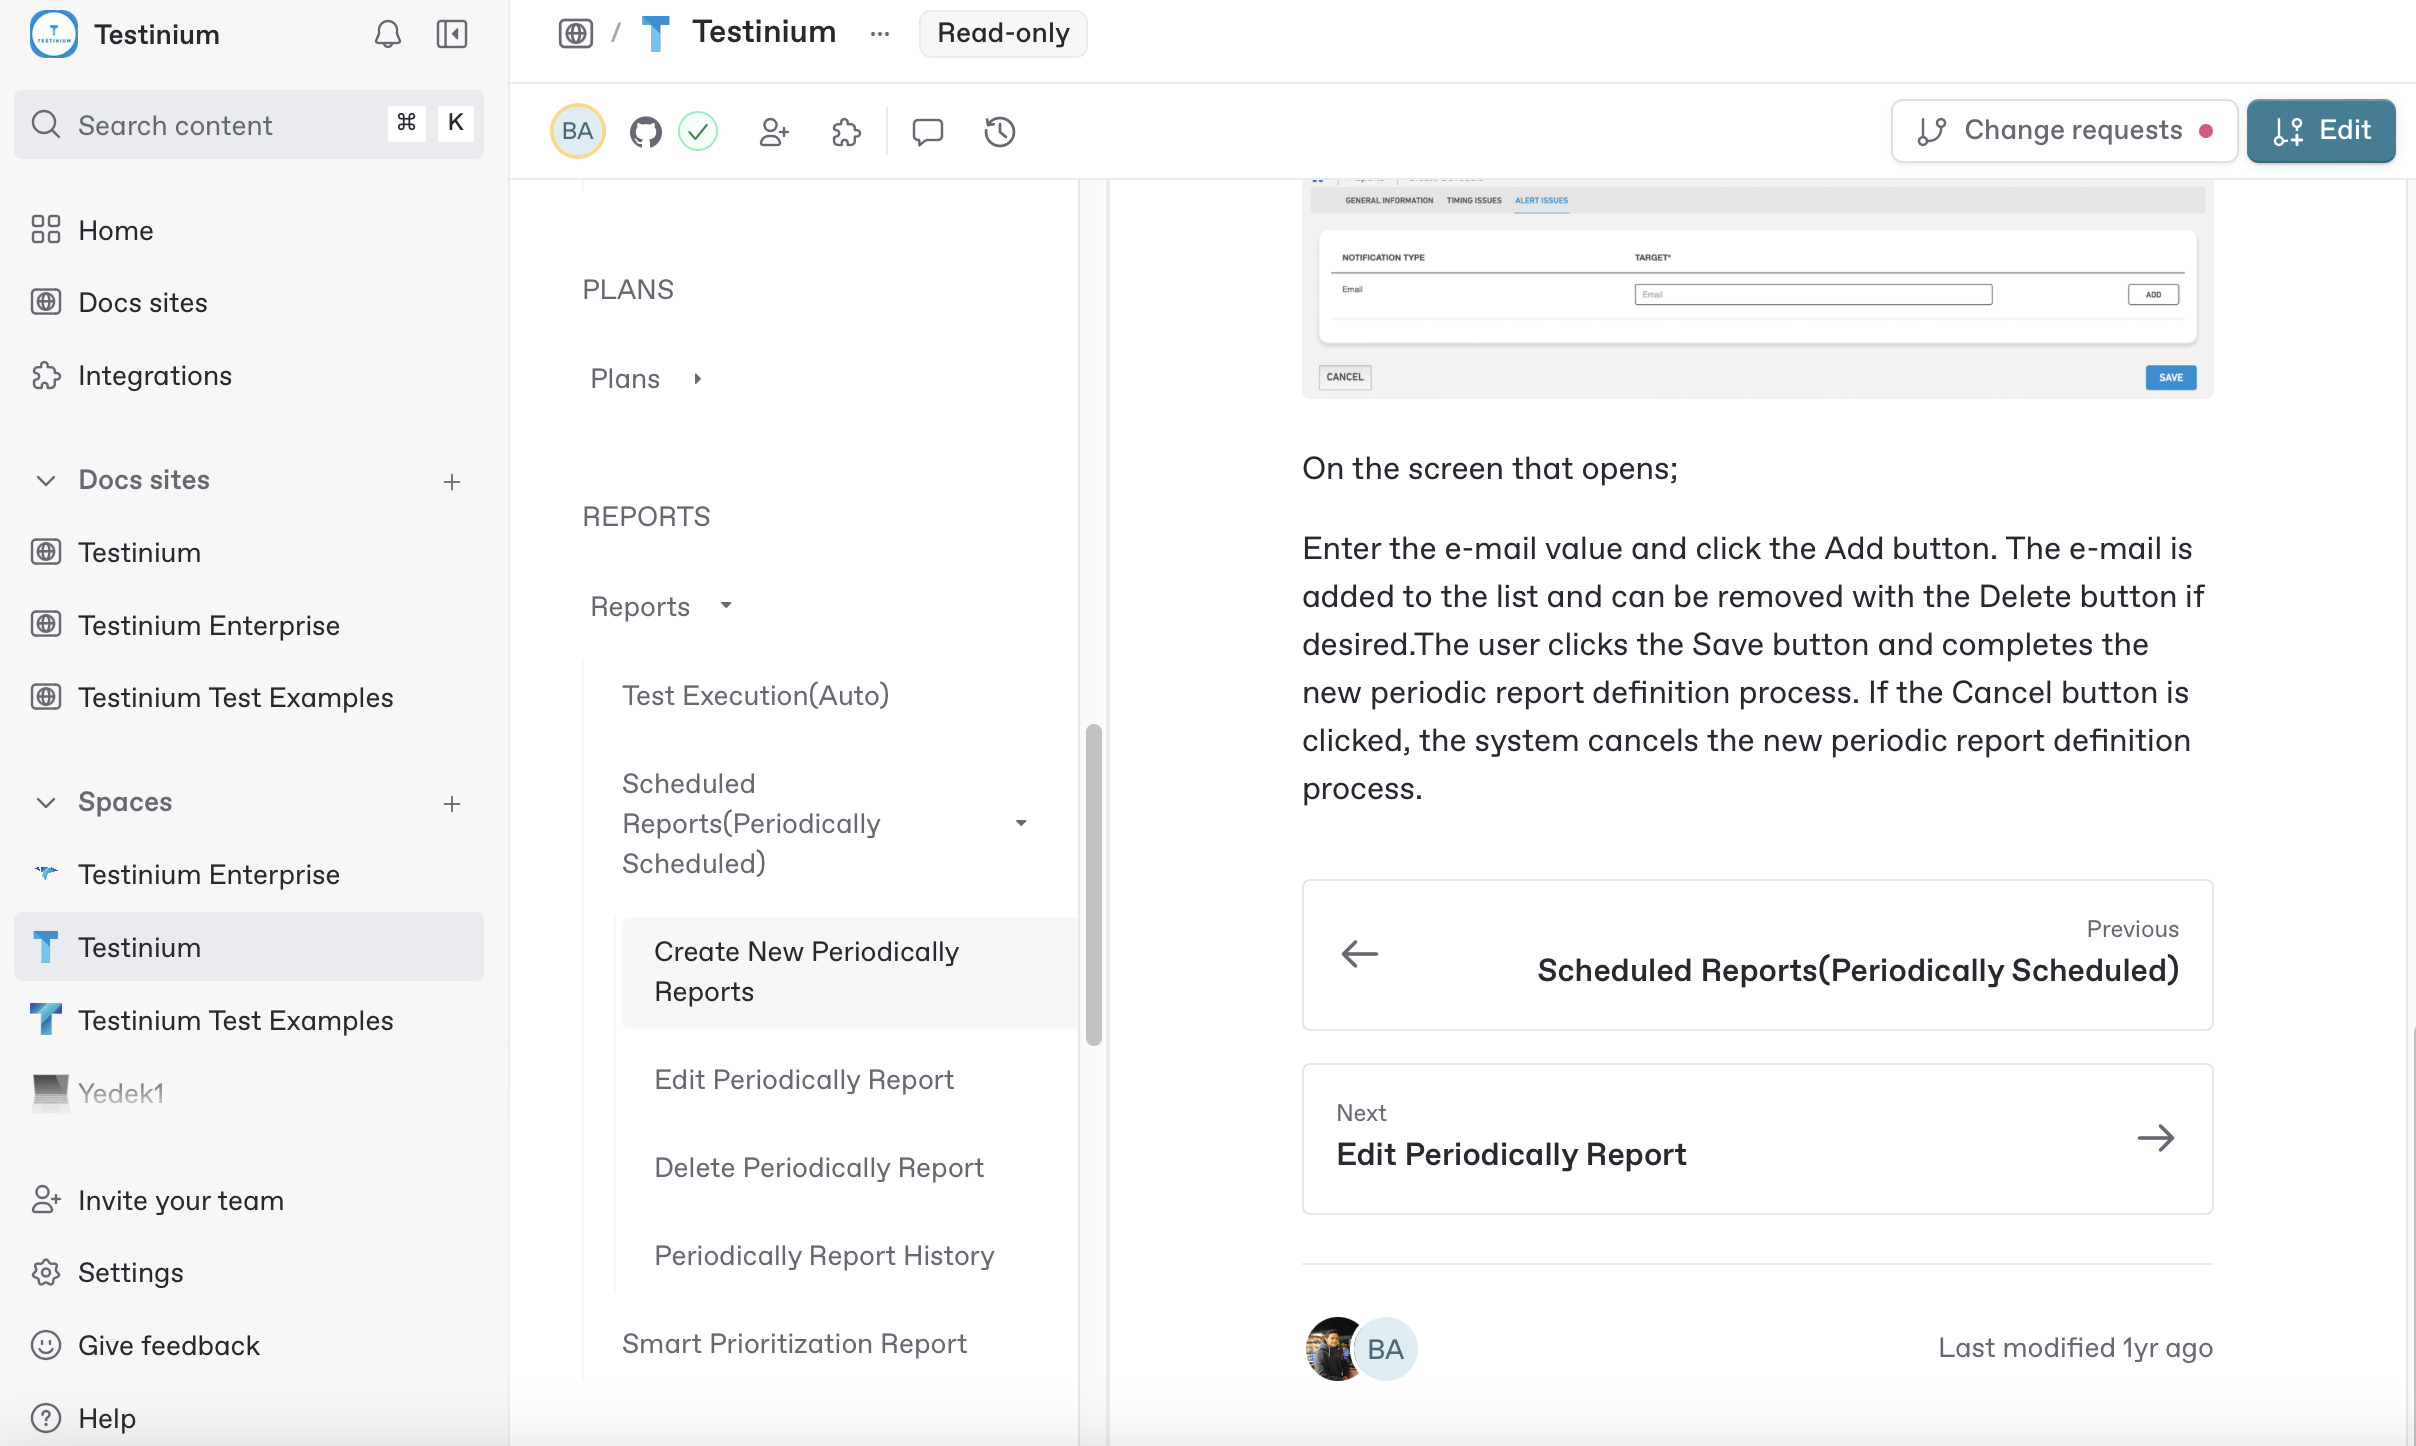 Testinium
Search content
⌘ K
Home
Docs sites
Integrations
Docs sites
Testinium
Testinium Enterprise
Testinium Test Examples
Spaces
Testinium Enterprise
Testinium
Testinium Test Examples
Yedek1
Invite your team
Settings
Give feedback
Help
/ Testinium ... Read-only
BA
Change requests
Edit
PLANS
Plans
REPORTS
Reports
Test Execution(Auto)
Scheduled
Reports(Periodically
Scheduled)
Create New Periodically
Reports
Edit Periodically Report
Delete Periodically Report
Periodically Report History
Smart Prioritization Report
GENERAL INFORMATION TIMING ISSUES ALERT ISSUES
NOTIFICATION TYPE TARGET*
Email Email ADD
CANCEL SAVE
On the screen that opens;
Enter the e-mail value and click the Add button. The e-mail is
added to the list and can be removed with the Delete button if
desired.The user clicks the Save button and completes the
new periodic report definition process. If the Cancel button is
clicked, the system cancels the new periodic report definition
process.
Previous
Scheduled Reports(Periodically Scheduled)
Next
Edit Periodically Report
BA
Last modified 1yr ago